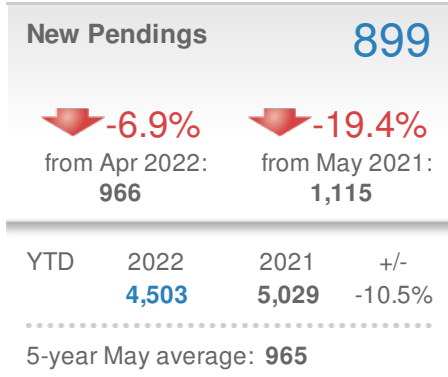 New Pendings 899
-6.9% -19.4%
from Apr 2022: from May 2021:
966 1,115
YTD 2022 2021 +/-
4,503 5,029 -10.5%
5-year May average: 965